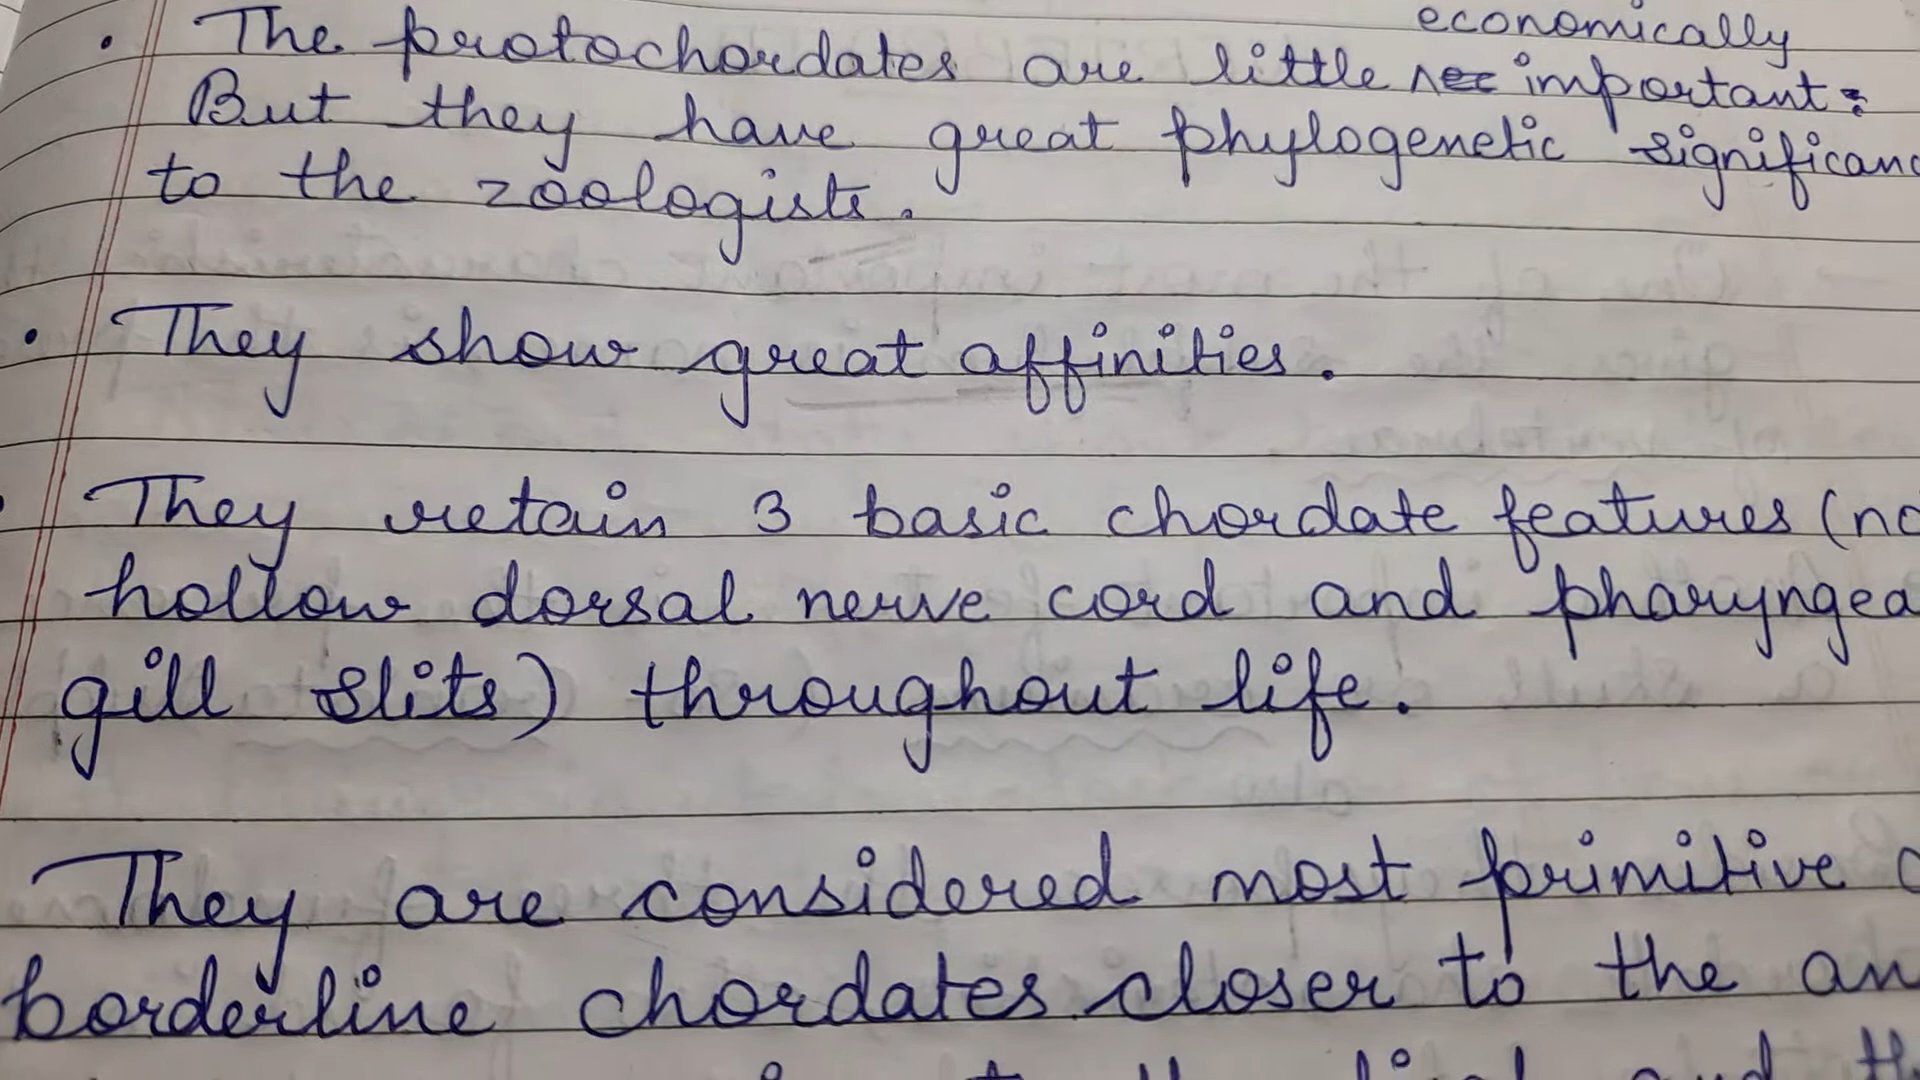 economically
• The protochordates are little important.
But they have great phylogenetic significanc
to the zoologists.
• They show great affinities.
• They retain 3 basic chordate features (no
hollow dorsal nerve cord and pharyngea
gill slits) throughout life.
They are considered most primitive
borderline chordates closer to the an